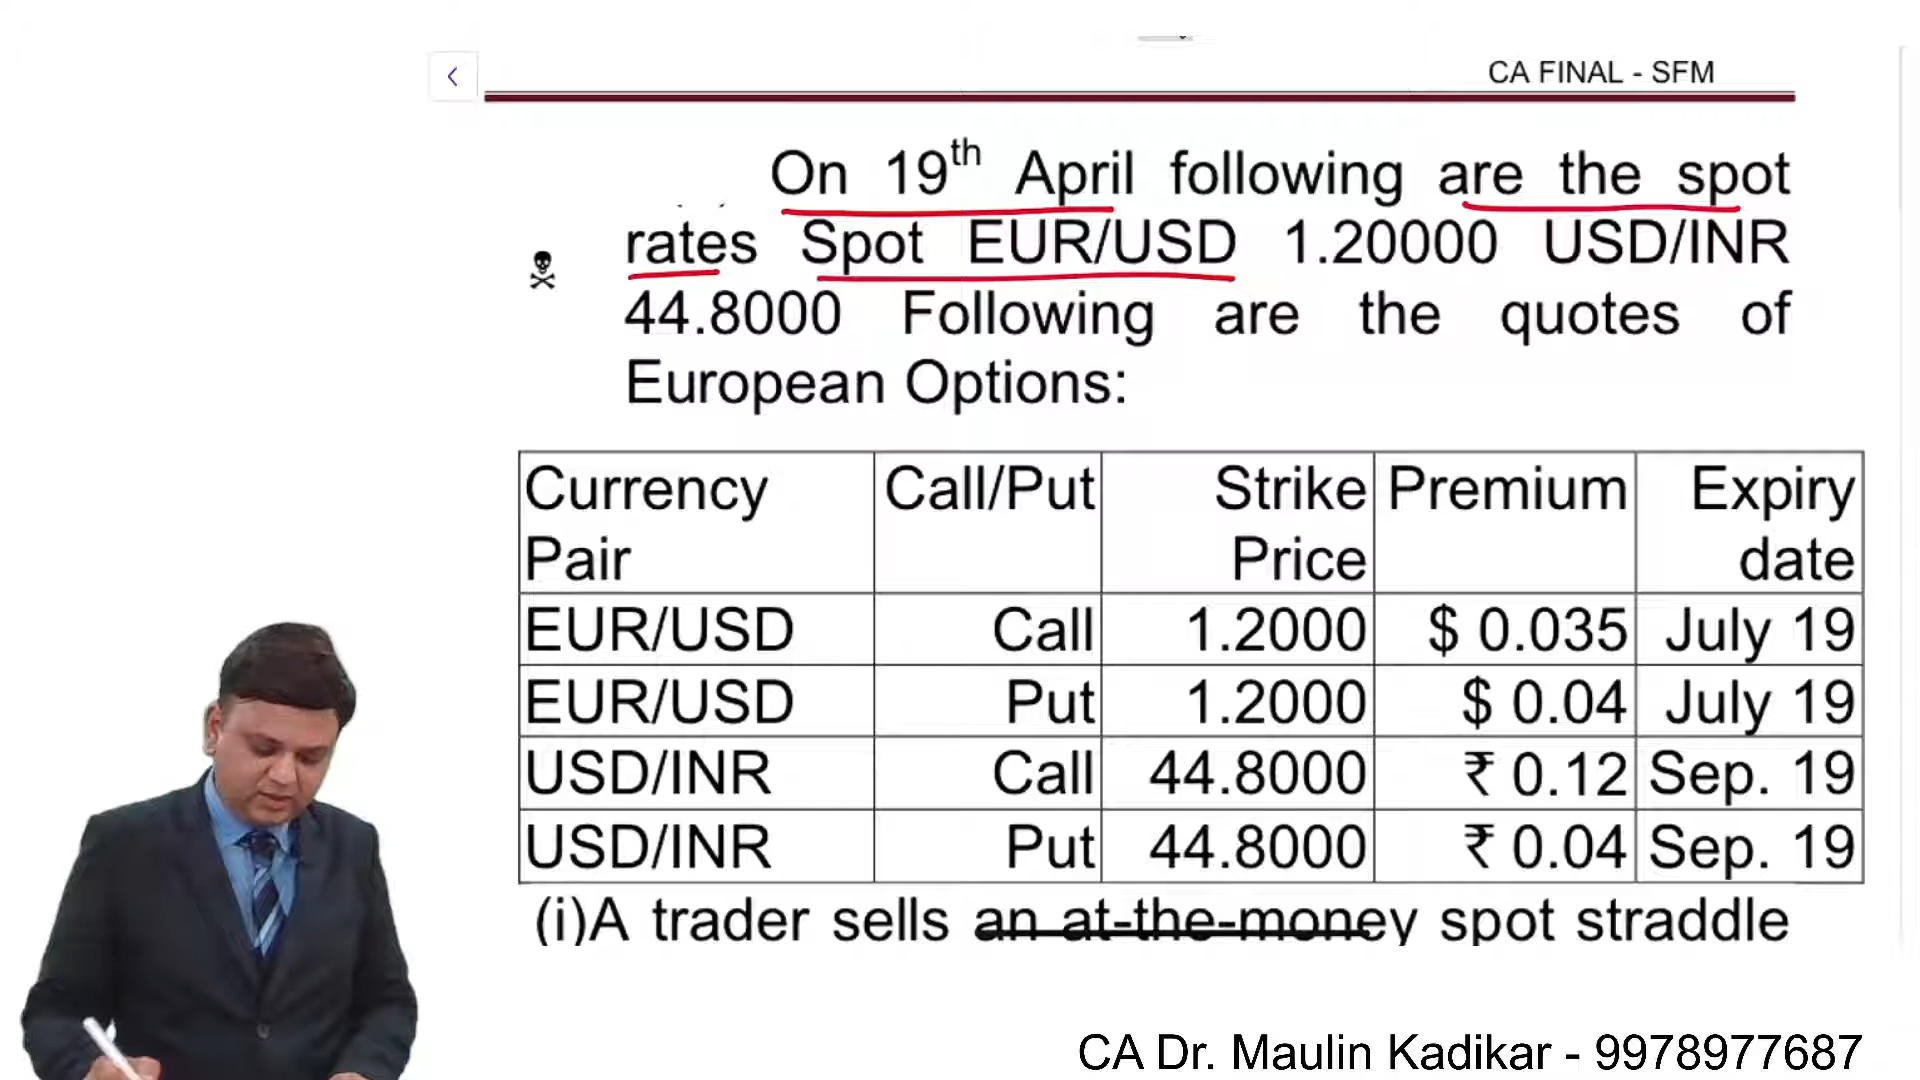 CA FINAL - SFM
On 19th April following are the spot
rates Spot EUR/USD 1.20000 USD/INR
44.8000 Following are the quotes of
European Options:
Currency Pair Call/Put Strike Price Premium Expiry date
EUR/USD Call 1.2000 $ 0.035 July 19
EUR/USD Put 1.2000 $ 0.04 July 19
USD/INR Call 44.8000 ₹ 0.12 Sep. 19
USD/INR Put 44.8000 ₹ 0.04 Sep. 19
(i)A trader sells an at-the-money spot straddle
CA Dr. Maulin Kadikar - 9978977687